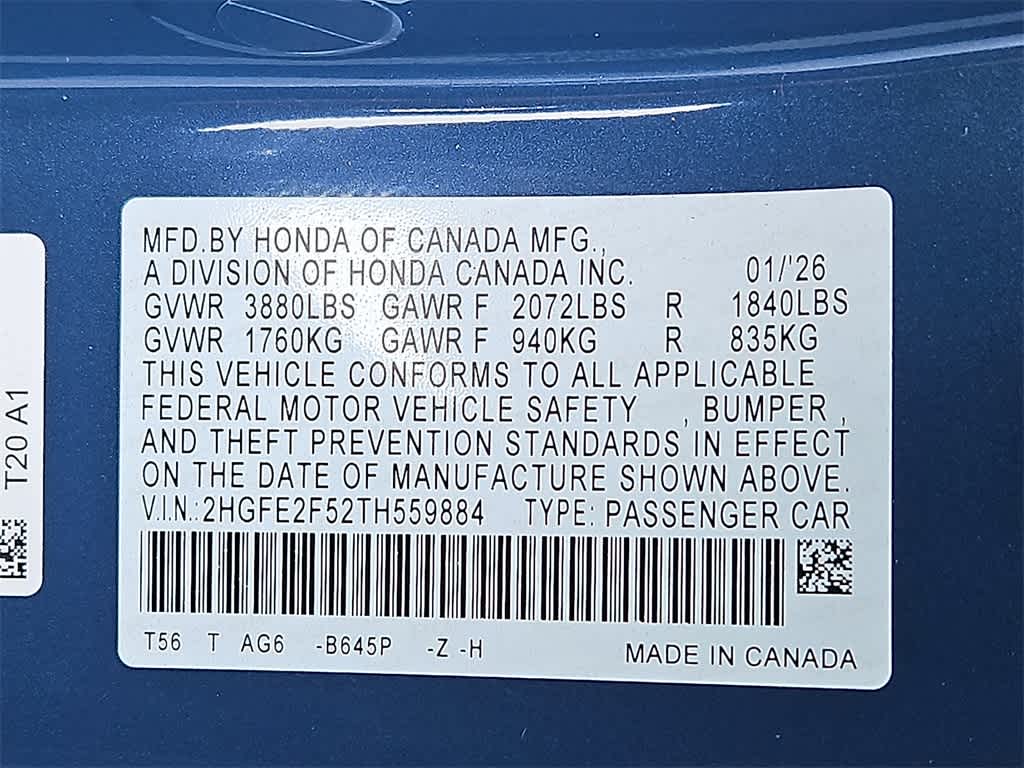 MFD.BY HONDA OF CANADA MFG.,
A DIVISION OF HONDA CANADA INC. 01/'26
GVWR 3880LBS GAWR F 2072LBS R 1840LBS
GVWR 1760KG GAWR F 940KG R 835KG
THIS VEHICLE CONFORMS TO ALL APPLICABLE
FEDERAL MOTOR VEHICLE SAFETY , BUMPER ,
AND THEFT PREVENTION STANDARDS IN EFFECT
ON THE DATE OF MANUFACTURE SHOWN ABOVE.
V.I.N.:2HGFE2F52TH559884 TYPE: PASSENGER CAR
T56 T AG6 -B645P -Z -H
MADE IN CANADA
T20 A1